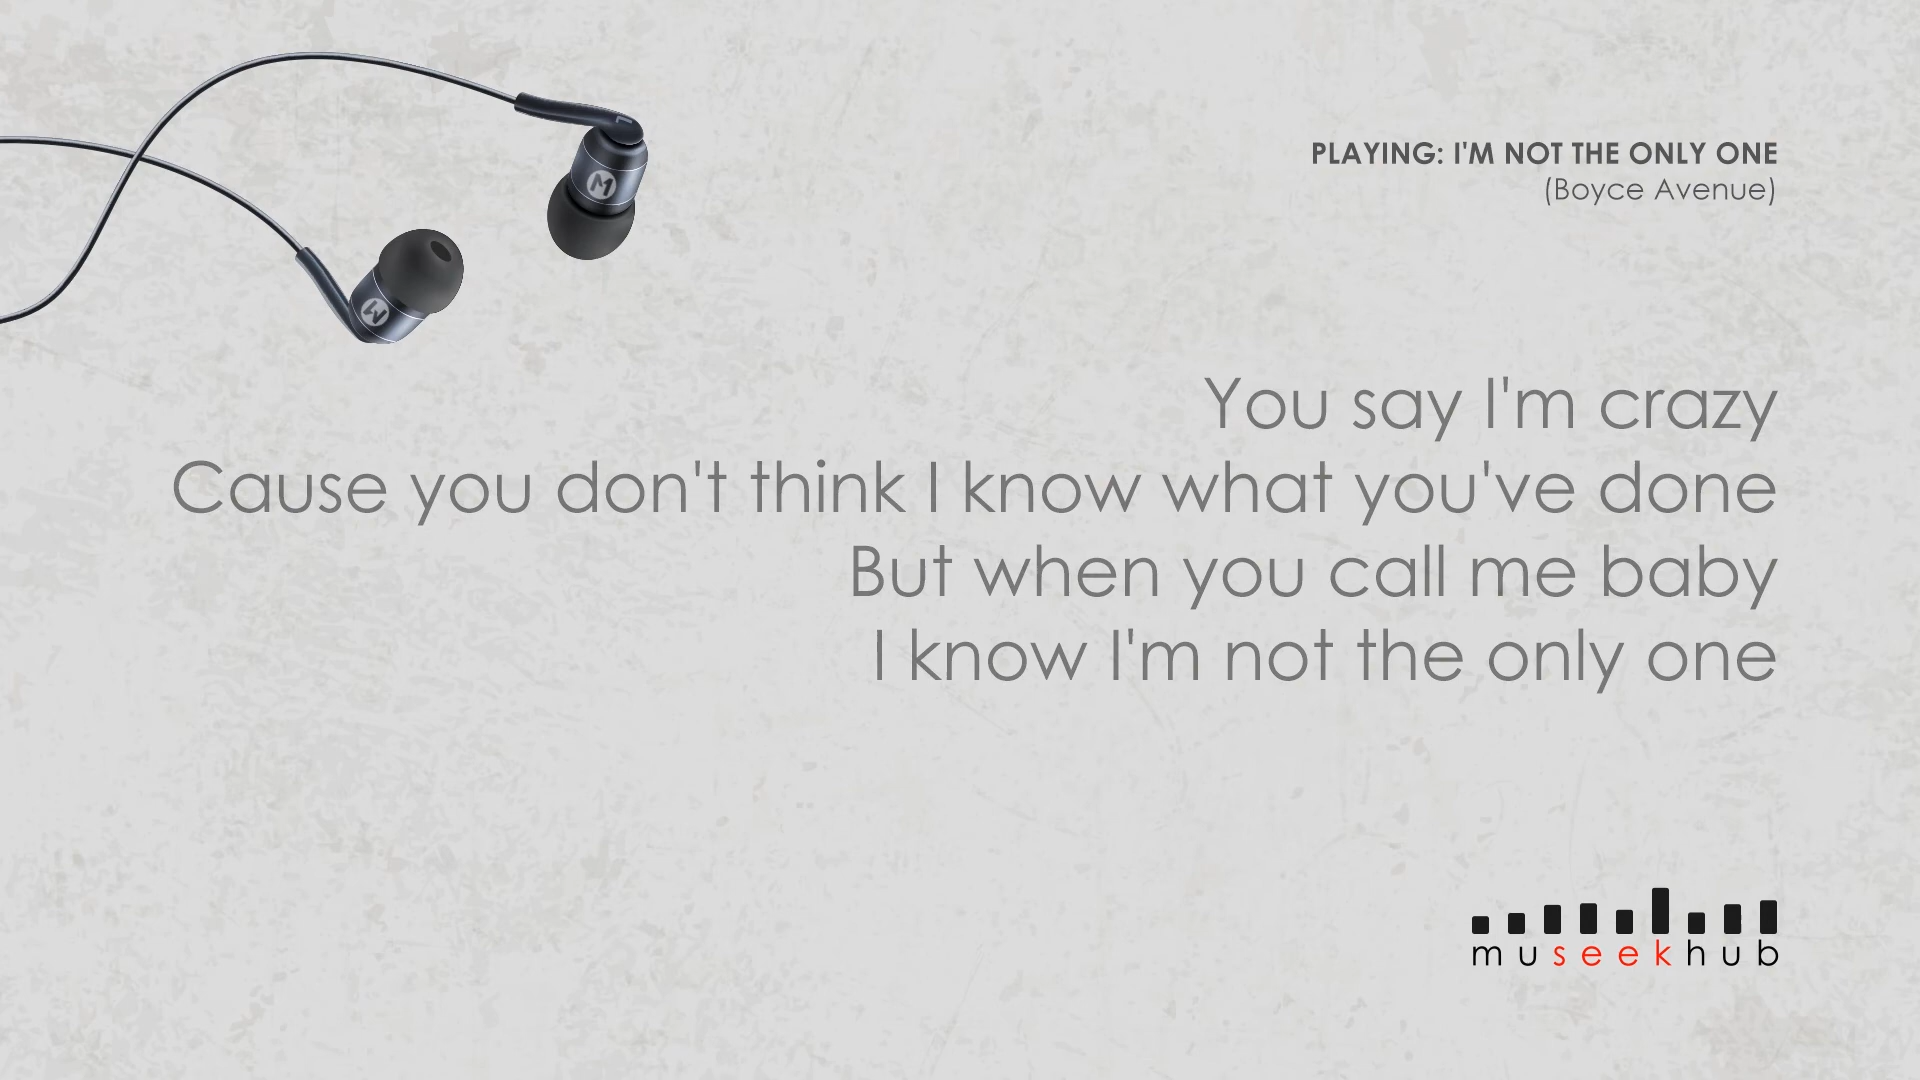 PLAYING: I'M NOT THE ONLY ONE
(Boyce Avenue)
You say I'm crazy
Cause you don't think I know what you've done
But when you call me baby
I know I'm not the only one
museekhub
M
M
L